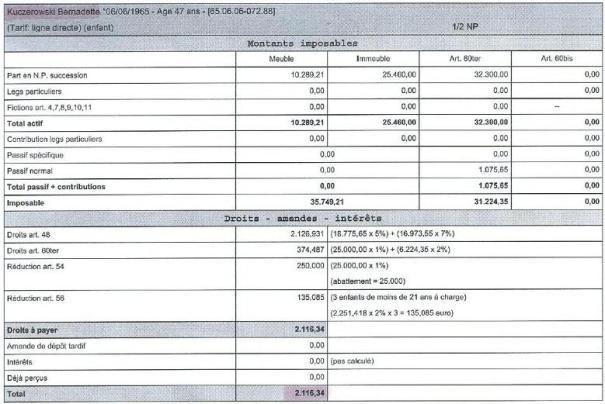 Kuczerowski Bernadette °06/06/1965 - Age 47 ans - [65.06.06-072.88]
(Tarif: ligne directe) (enfant) 1/2 NP
Montants imposables
Meuble Immeuble Art. 60ter Art. 60bis
Part en N.P. succession 10.289,21 25.460,00 32.300,00 0,00
Legs particuliers 0,00 0,00 0,00 0,00
Fictions art. 4,7,8,9,10,11 0,00 0,00 0,00 --
Total actif 10.289,21 25.460,00 32.300,00 0,00
Contribution legs particuliers 0,00 0,00 0,00 0,00
Passif spécifique 0,00 0,00 0,00
Passif normal 0,00 1.075,65 0,00
Total passif + contributions 0,00 1.075,65 0,00
Imposable 35.749,21 31.224,35 0,00
Droits - amendes - intérêts
Droits art. 48 2.126,931 (18.775,65 x 5%) + (16.973,55 x 7%)
Droits art. 60ter 374,487 (25.000,00 x 1%) + (6.224,35 x 2%)
Réduction art. 54 250,000 (25.000,00 x 1%)
(abattement = 25.000)
Réduction art. 56 135,085 (3 enfants de moins de 21 ans à charge)
(2.251,418 x 2% x 3 = 135,085 euro)
Droits à payer 2.116,34
Amende de dépôt tardif 0,00
Intérêts 0,00 (pas calculé)
Déjà perçus 0,00
Total 2.116,34